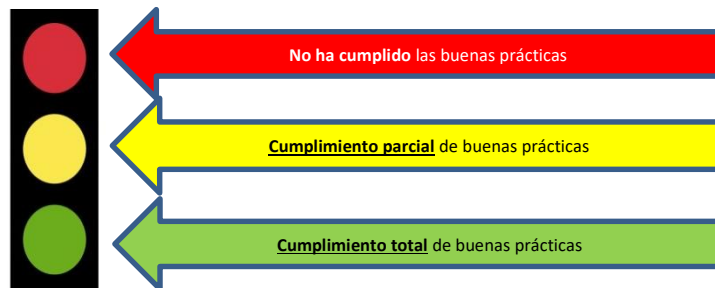 No ha cumplido las buenas prácticas
Cumplimiento parcial de buenas prácticas
Cumplimiento total de buenas prácticas